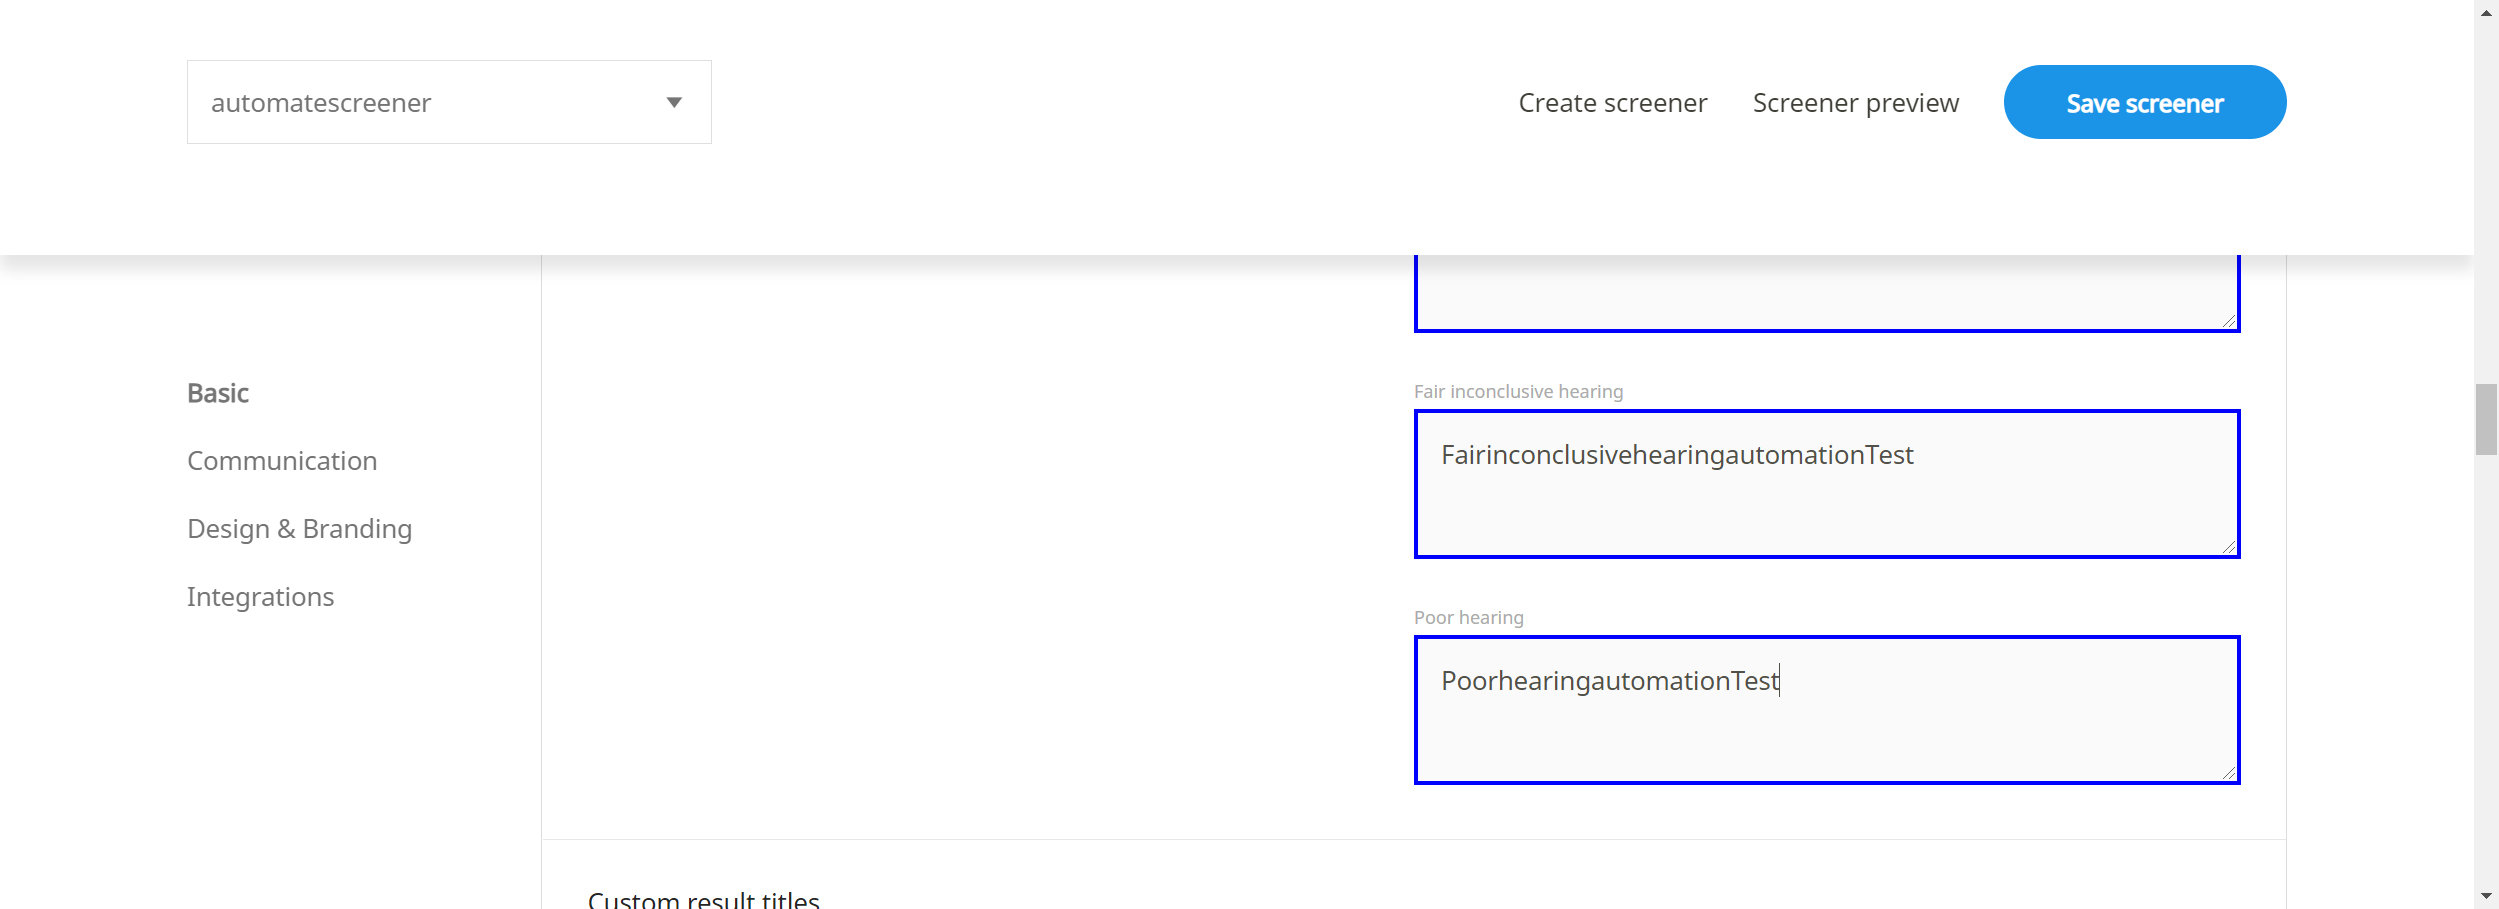 automatescreener
Create screener
Screener preview
Save screener
Basic
Communication
Design & Branding
Integrations
Fair inconclusive hearing
FairinconclusivehearingautomationTest
Poor hearing
PoorhearingautomationTest
Custom result titles